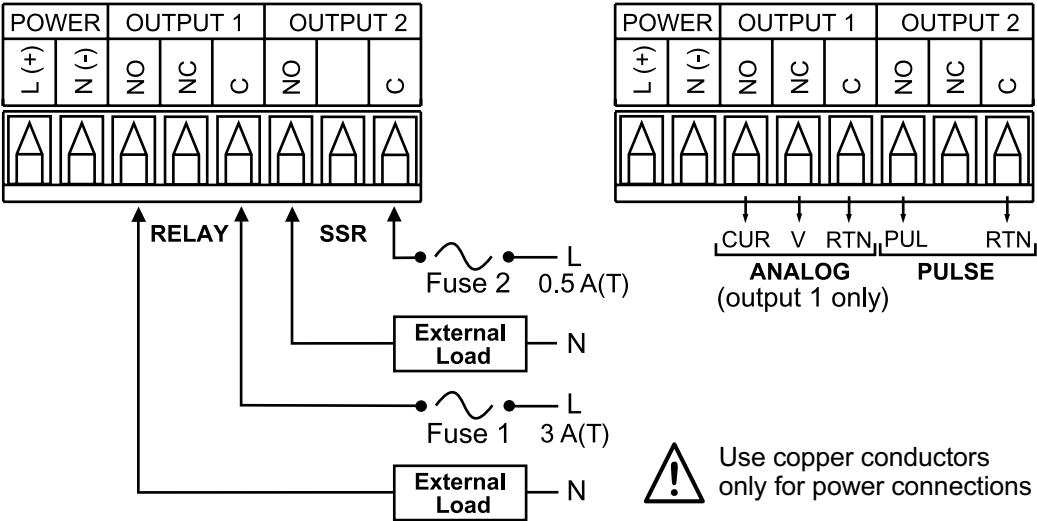 POWER OUTPUT 1 OUTPUT 2
L (+) N (-) NO NC C NO C
RELAY SSR
L
Fuse 2 0.5 A(T)
External
Load
N
L
Fuse 1 3 A(T)
External
Load
N
POWER OUTPUT 1 OUTPUT 2
L (+) N (-) NO NC C NO NC C
CUR V RTN PUL RTN
ANALOG PULSE
(output 1 only)
Use copper conductors
only for power connections